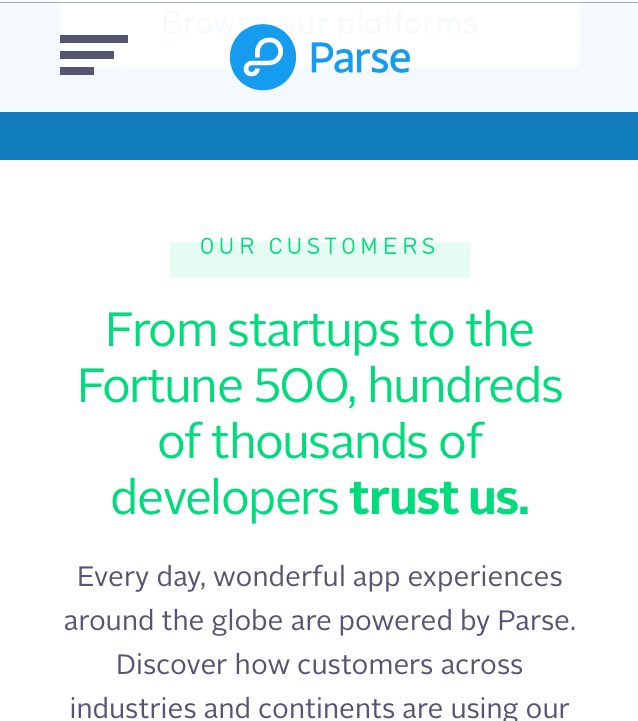 Browse our platforms
Parse
OUR CUSTOMERS
From startups to the
Fortune 500, hundreds
of thousands of
developers trust us.
Every day, wonderful app experiences
around the globe are powered by Parse.
Discover how customers across
industries and continents are using our